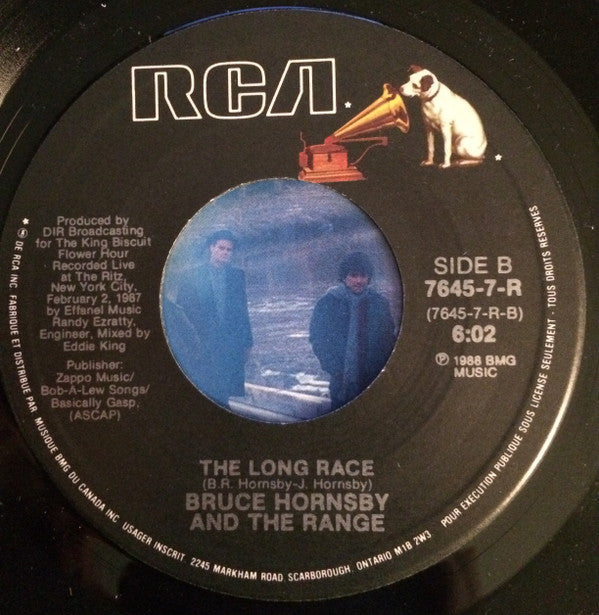 RCA
Produced by
DIR Broadcasting
for The King Biscuit
Flower Hour
Recorded Live
at The Ritz,
New York City,
February 2, 1987
by Effanel Music
Randy Ezratty,
Engineer, Mixed by
Eddie King
Publisher:
Zappo Music/
Bob-A-Lew Songs/
Basically Gasp,
(ASCAP)
SIDE B
7645-7-R
(7645-7-R-B)
6:02
℗ 1988 BMG
MUSIC
THE LONG RACE
(B.R. Hornsby-J. Hornsby)
BRUCE HORNSBY
AND THE RANGE
DE RCA INC. FABRIQUÉ ET DISTRIBUÉ PAR MUSIQUE BMG DU CANADA INC. USAGER INSCRIT. 2245 MARKHAM ROAD, SCARBOROUGH, ONTARIO M1B 2W3 POUR EXÉCUTION PUBLIQUE SOUS LICENSE SEULEMENT - TOUS DROITS RÉSERVÉS